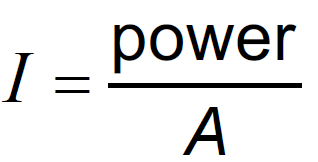 I = power / A